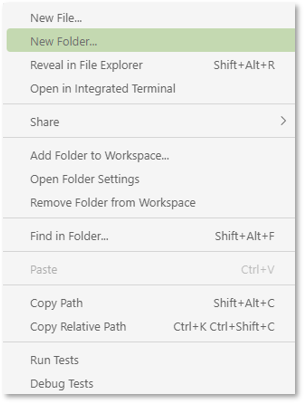 New File...
New Folder...
Reveal in File Explorer Shift+Alt+R
Open in Integrated Terminal
Share
Add Folder to Workspace...
Open Folder Settings
Remove Folder from Workspace
Find in Folder... Shift+Alt+F
Paste Ctrl+V
Copy Path Shift+Alt+C
Copy Relative Path Ctrl+K Ctrl+Shift+C
Run Tests
Debug Tests